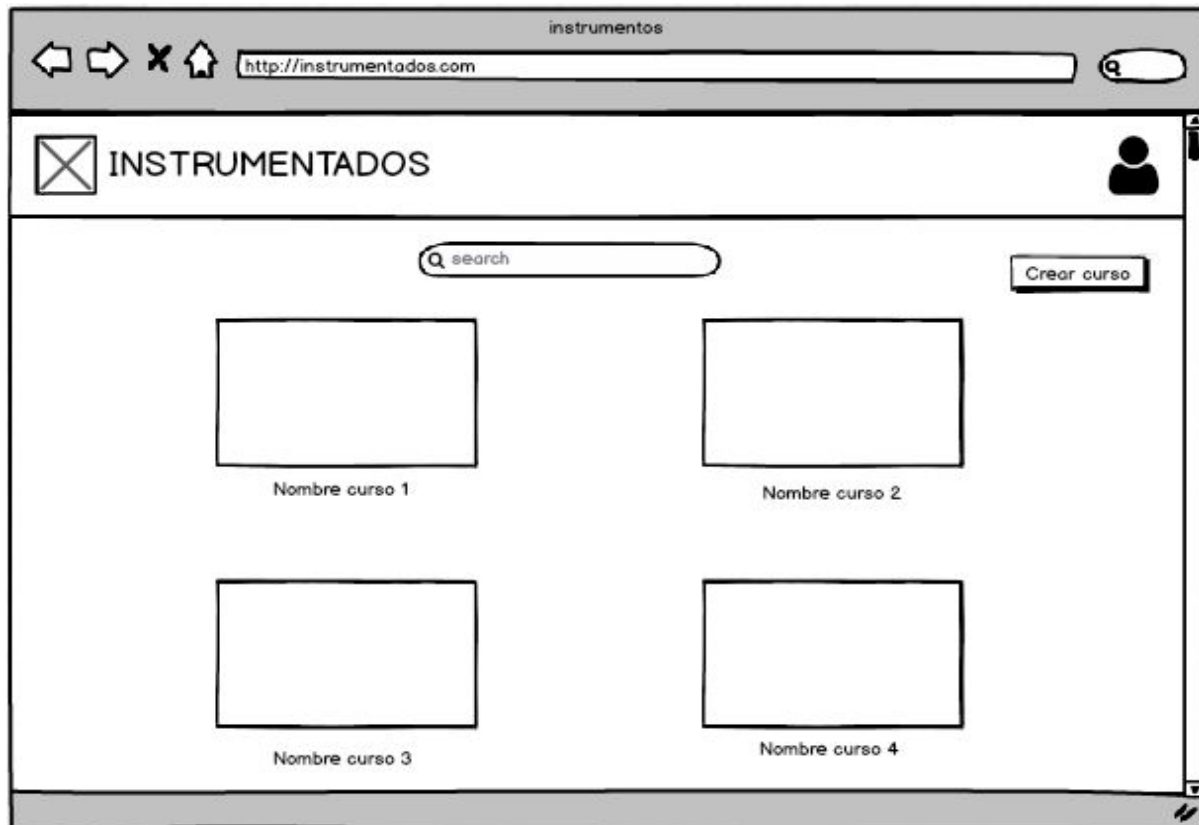 instrumentos
http://instrumentados.com
INSTRUMENTADOS
search
Crear curso
Nombre curso 1
Nombre curso 2
Nombre curso 3
Nombre curso 4